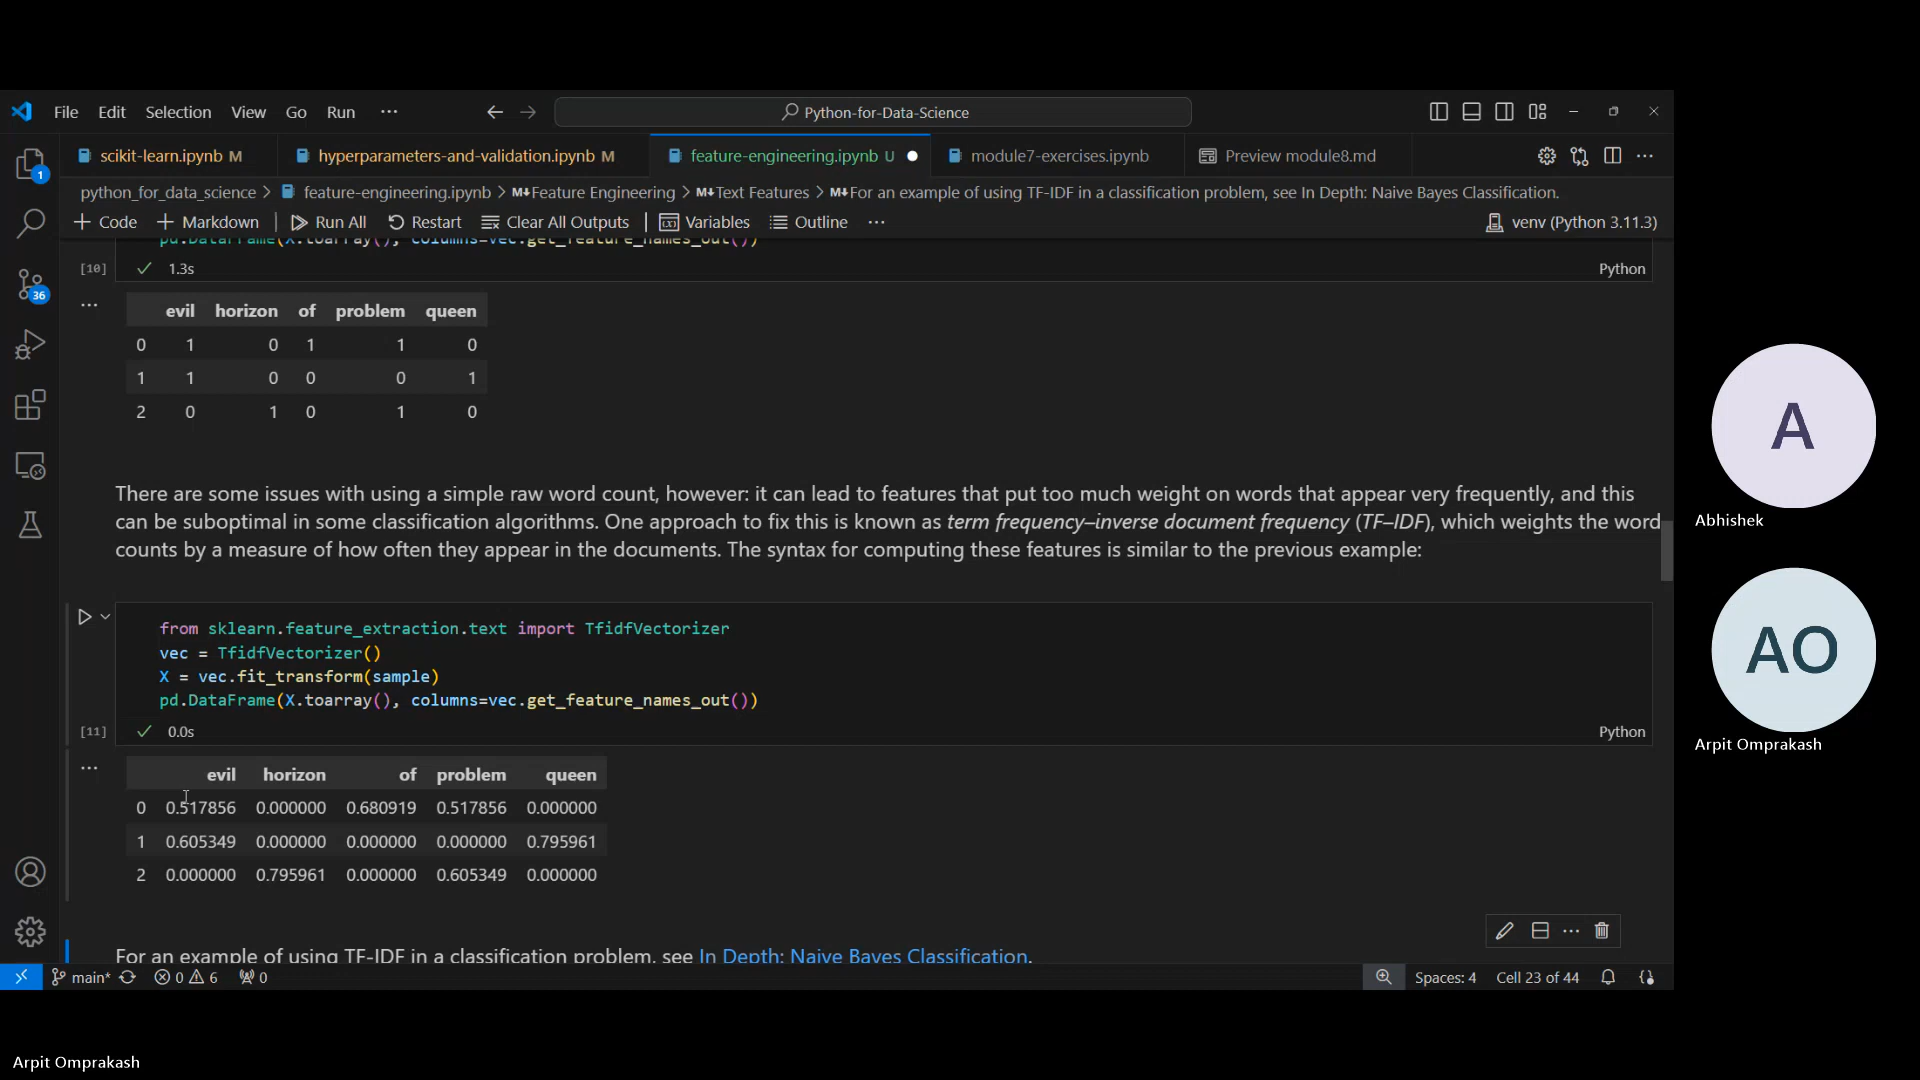 File Edit Selection View Go Run ··· Python-for-Data-Science
scikit-learn.ipynb M hyperparameters-and-validation.ipynb M feature-engineering.ipynb U module7-exercises.ipynb Preview module8.md
python_for_data_science > feature-engineering.ipynb > M↓Feature Engineering > M↓Text Features > M↓For an example of using TF-IDF in a classification problem, see In Depth: Naive Bayes Classification.
+ Code + Markdown Run All Restart Clear All Outputs Variables Outline ··· venv (Python 3.11.3)
pd.DataFrame(X.toarray(), columns=vec.get_feature_names_out())
[10] 1.3s Python
evil horizon of problem queen
0 1 0 1 1 0
1 1 0 0 0 1
2 0 1 0 1 0
There are some issues with using a simple raw word count, however: it can lead to features that put too much weight on words that appear very frequently, and this
can be suboptimal in some classification algorithms. One approach to fix this is known as term frequency–inverse document frequency (TF–IDF), which weights the word
counts by a measure of how often they appear in the documents. The syntax for computing these features is similar to the previous example:
from sklearn.feature_extraction.text import TfidfVectorizer
vec = TfidfVectorizer()
X = vec.fit_transform(sample)
pd.DataFrame(X.toarray(), columns=vec.get_feature_names_out())
[11] 0.0s Python
evil horizon of problem queen
0 0.517856 0.000000 0.680919 0.517856 0.000000
1 0.605349 0.000000 0.000000 0.000000 0.795961
2 0.000000 0.795961 0.000000 0.605349 0.000000
For an example of using TF-IDF in a classification problem, see In Depth: Naive Bayes Classification.
main* 0 6 0 Spaces: 4 Cell 23 of 44
1
36
A
Abhishek
AO
Arpit Omprakash
Arpit Omprakash